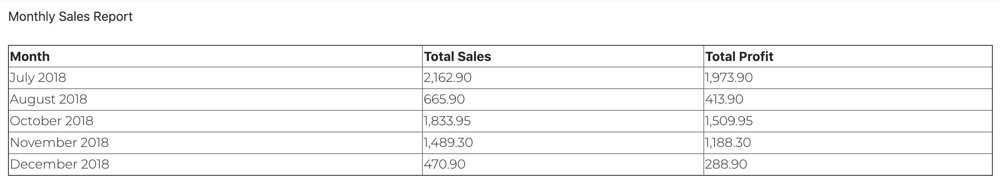 Monthly Sales Report
Month Total Sales Total Profit
July 2018 2,162.90 1,973.90
August 2018 665.90 413.90
October 2018 1,833.95 1,509.95
November 2018 1,489.30 1,188.30
December 2018 470.90 288.90